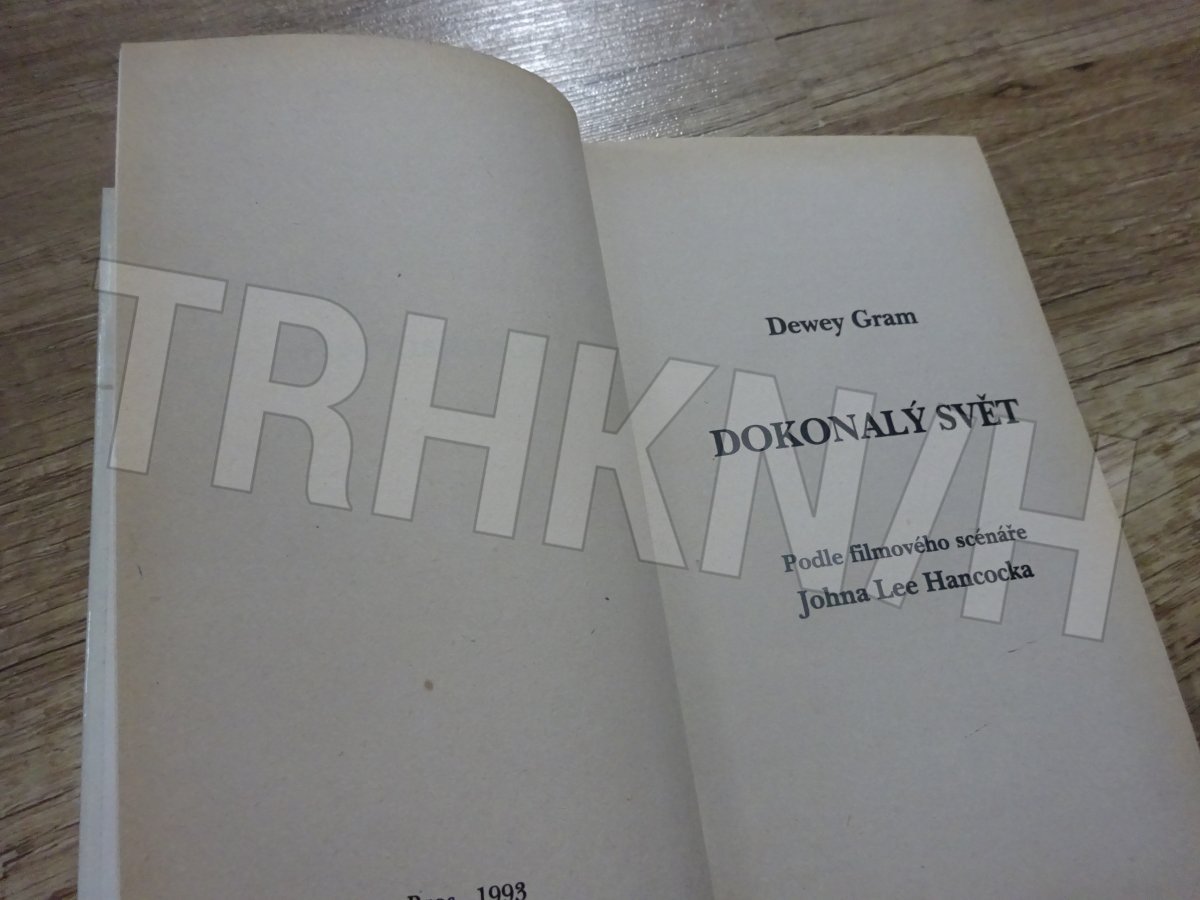 Dewey Gram
DOKONALÝ SVĚT
Podle filmového scénáře
Johna Lee Hancocka
TRHKNIH
1993